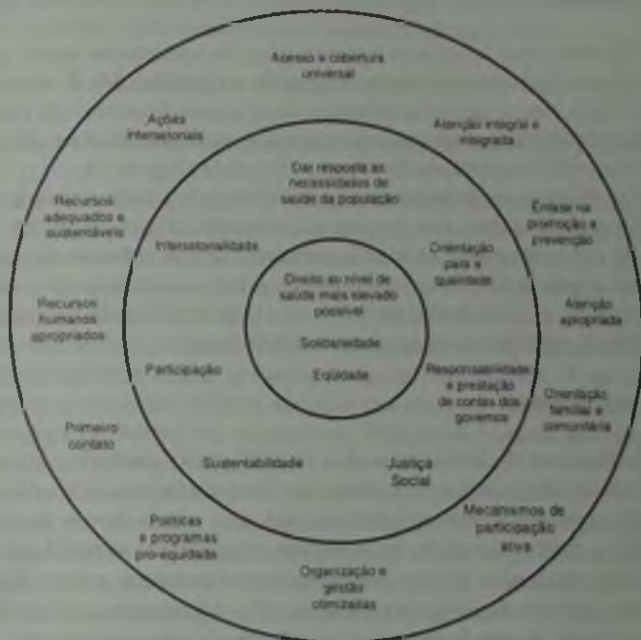 Acesso e cobertura
universal
Atenção integral e
integrada
Ênfase na
promoção e
prevenção
Atenção
apropriada
Orientação
familiar e
comunitária
Mecanismos de
participação
ativa
Organização e
gestão
otimizadas
Políticas
e programas
pro-equidade
Primeiro
contato
Recursos
humanos
apropriados
Recursos
adequados e
sustentáveis
Ações
intersetoriais
Dar resposta as
necessidades de
saúde da população
Orientação
para a
qualidade
Responsabilidade
e prestação
de contas dos
governos
Justiça
Social
Sustentabilidade
Participação
Intersetorialidade
Direito ao nível de
saúde mais elevado
possível
Solidariedade
Eqüidade